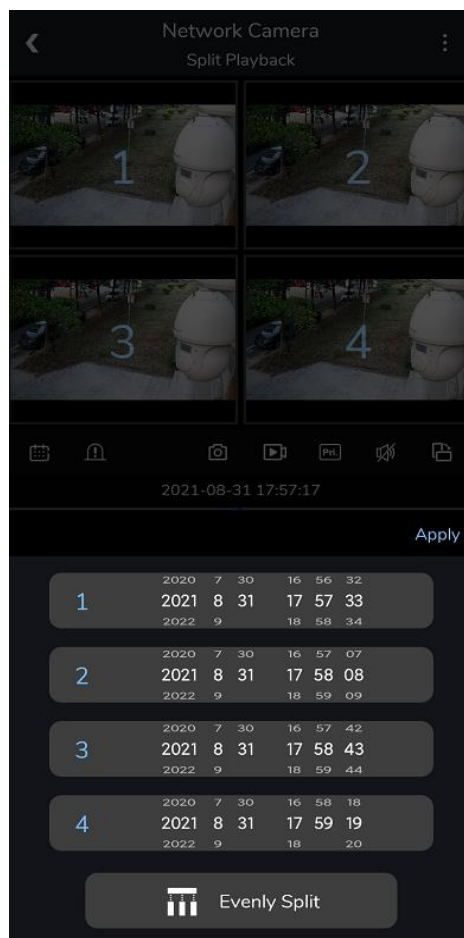 Network Camera
Split Playback
1 2
3 4
Pri.
2021-08-31 17:57:17
Apply
2020 7 30 16 56 32
1 2021 8 31 17 57 33
2022 9 18 58 34
2020 7 30 16 57 07
2 2021 8 31 17 58 08
2022 9 18 59 09
2020 7 30 16 57 42
3 2021 8 31 17 58 43
2022 9 18 59 44
2020 7 30 16 58 18
4 2021 8 31 17 59 19
2022 9 18 20
Evenly Split